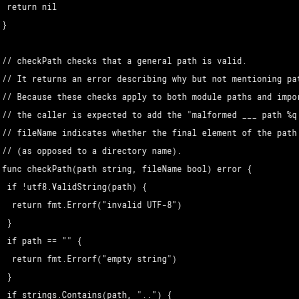 return nil
}
// checkPath checks that a general path is valid.
// It returns an error describing why but not mentioning
// Because these checks apply to both module paths and
// the caller is expected to add the "malformed ___ path %q
// fileName indicates whether the final element of the path
// (as opposed to a directory name).
func checkPath(path string, fileName bool) error {
if !utf8.ValidString(path) {
return fmt.Errorf("invalid UTF-8")
}
if path == "" {
return fmt.Errorf("empty string")
}
if strings.Contains(path, "..") {